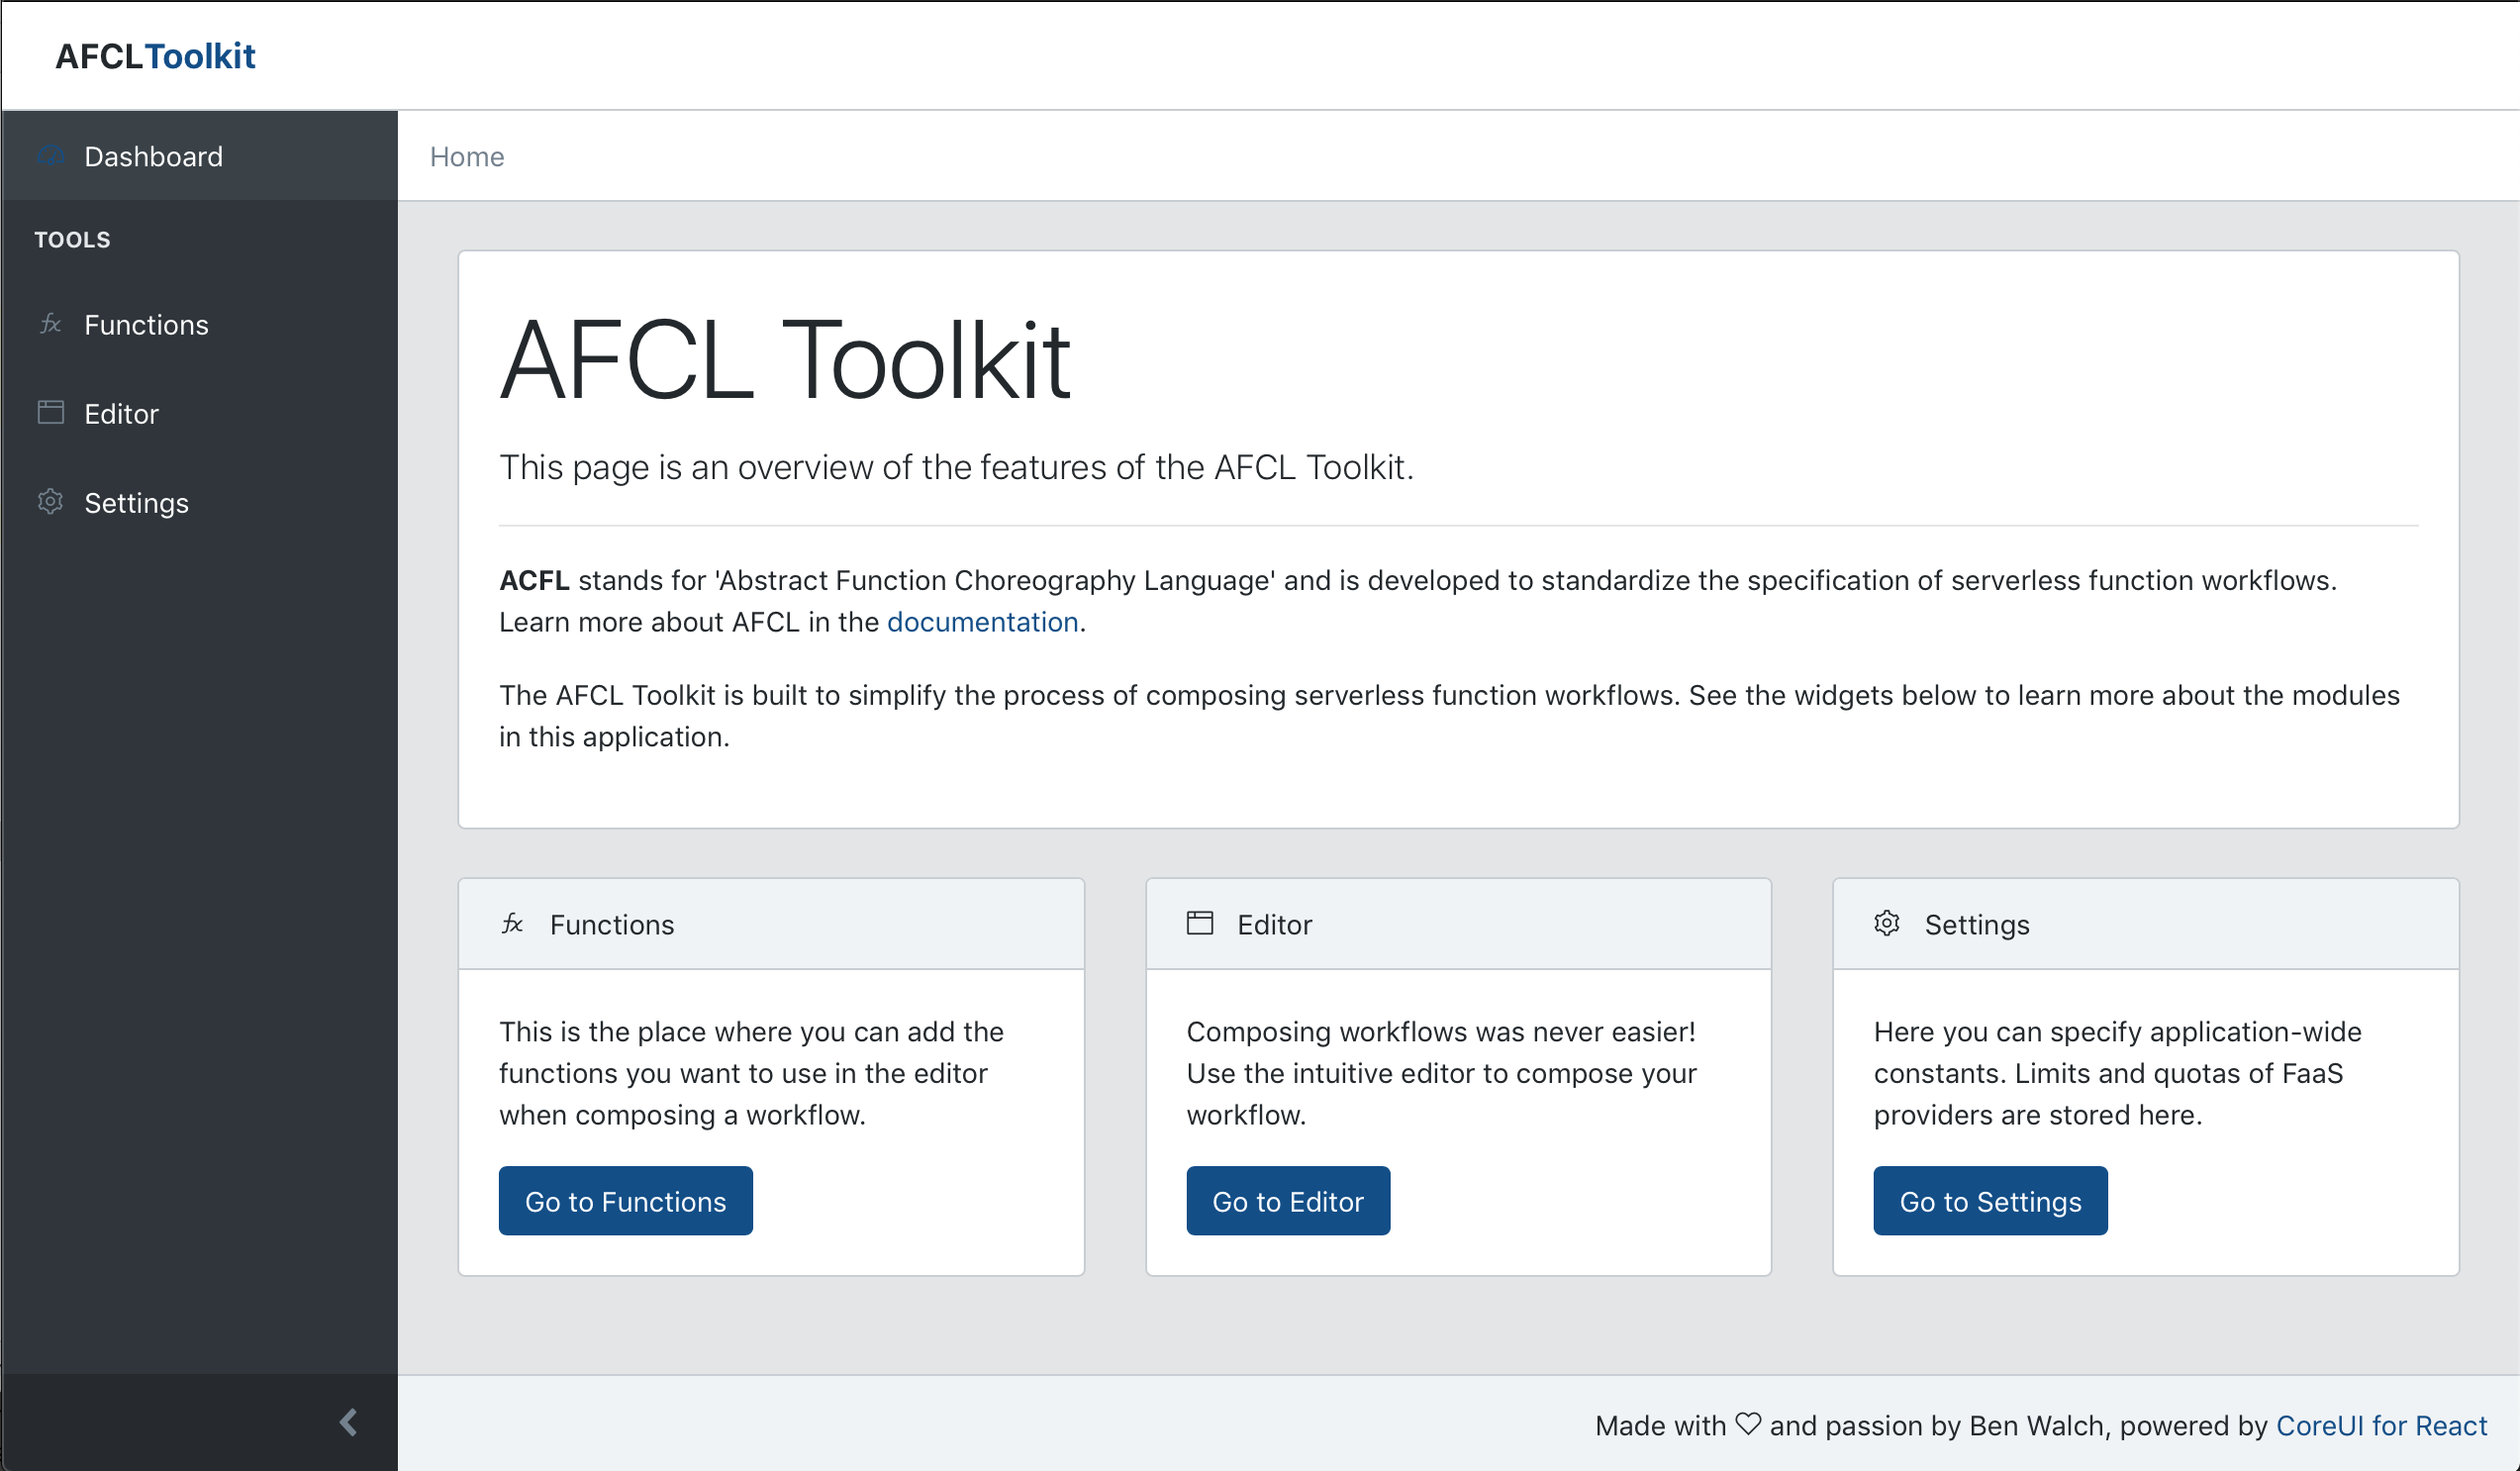 AFCLToolkit
Dashboard
Home
TOOLS
Functions
Editor
Settings
AFCL Toolkit
This page is an overview of the features of the AFCL Toolkit.
ACFL stands for 'Abstract Function Choreography Language' and is developed to standardize the specification of serverless function workflows.
Learn more about AFCL in the documentation.
The AFCL Toolkit is built to simplify the process of composing serverless function workflows. See the widgets below to learn more about the modules
in this application.
fx Functions
This is the place where you can add the
functions you want to use in the editor
when composing a workflow.
Go to Functions
Editor
Composing workflows was never easier!
Use the intuitive editor to compose your
workflow.
Go to Editor
Settings
Here you can specify application-wide
constants. Limits and quotas of FaaS
providers are stored here.
Go to Settings
Made with ♡ and passion by Ben Walch, powered by CoreUI for React